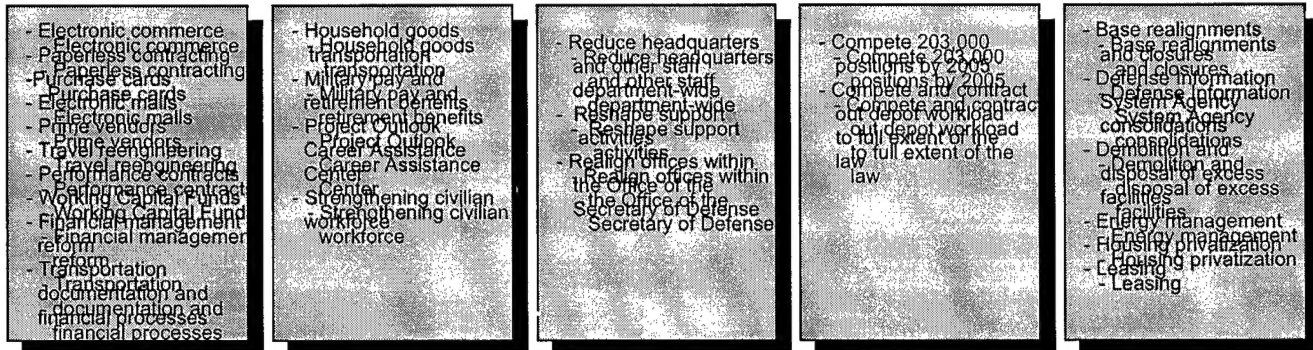 - Electronic commerce
- Paperless contracting
-Purchase cards
- Electronic malls
- Prime vendors
- Travel reengineering
- Performance contracts
- Working Capital Funds
- Financial management
reform
- Transportation
documentation and
financial processes
- Household goods
transportation
- Military pay and
retirement benefits
- Project Outlook
Career Assistance
Center
- Strengthening civilian
workforce
- Reduce headquarters
and other staff
department-wide
- Reshape support
activities
- Realign offices within
the Office of the
Secretary of Defense
- Compete 203,000
positions by 2005
- Compete and contract
out depot workload
to full extent of the
law
- Base realignments
and closures
- Defense Information
System Agency
consolidations
- Demolition and
disposal of excess
facilities
- Energy management
- Housing privatization
- Leasing